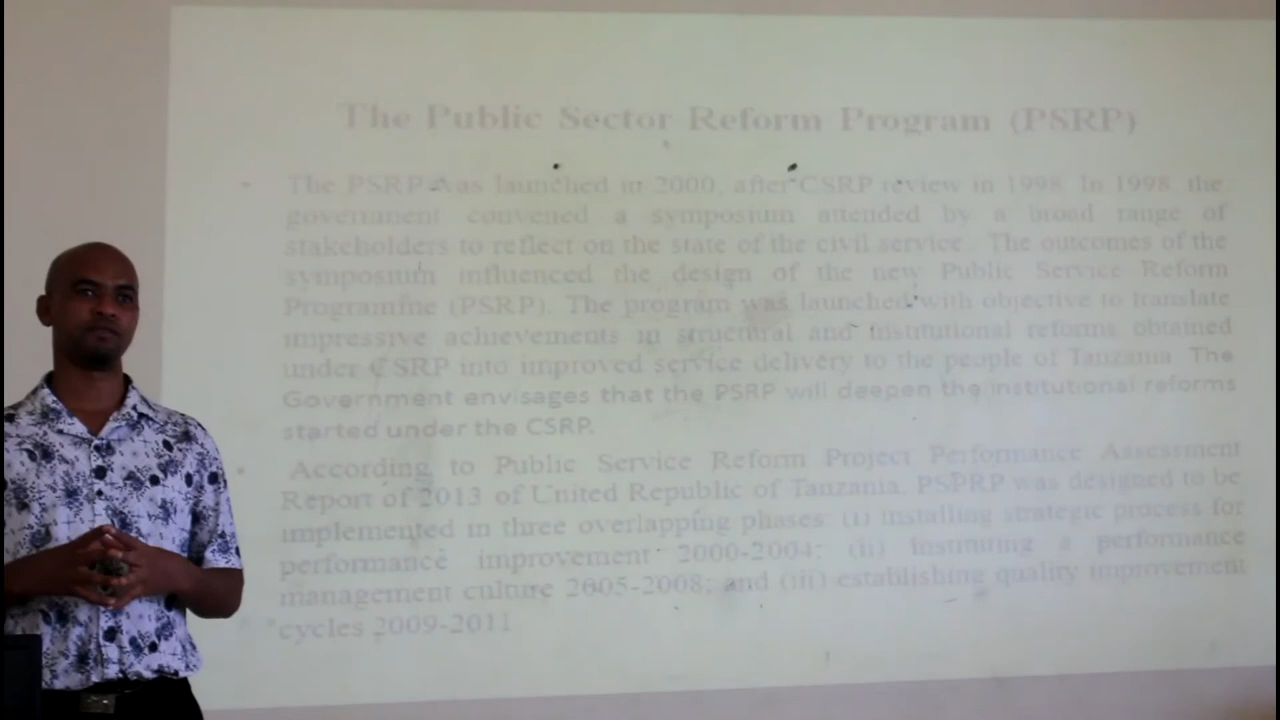 The Public Sector Reform Program (PSRP)
The PSRP was launched in 2000, after CSRP review in 1998. In 1998, the
government convened a symposium attended by a broad range of
stakeholders to reflect on the state of the civil service. The outcomes of the
symposium influenced the design of the new Public Service Reform
Programme (PSRP). The program was launched with objective to translate
impressive achievements in structural and institutional reforms obtained
under CSRP into improved service delivery to the people of Tanzania. The
Government envisages that the PSRP will deepen the institutional reforms
started under the CSRP.
According to Public Service Reform Project Performance Assessment
Report of 2013 of United Republic of Tanzania, PSPRP was designed to be
implemented in three overlapping phases: (i) installing strategic process for
performance improvement 2000-2004; (ii) instituting a performance
management culture 2005-2008; and (iii) establishing quality improvement
cycles 2009-2011